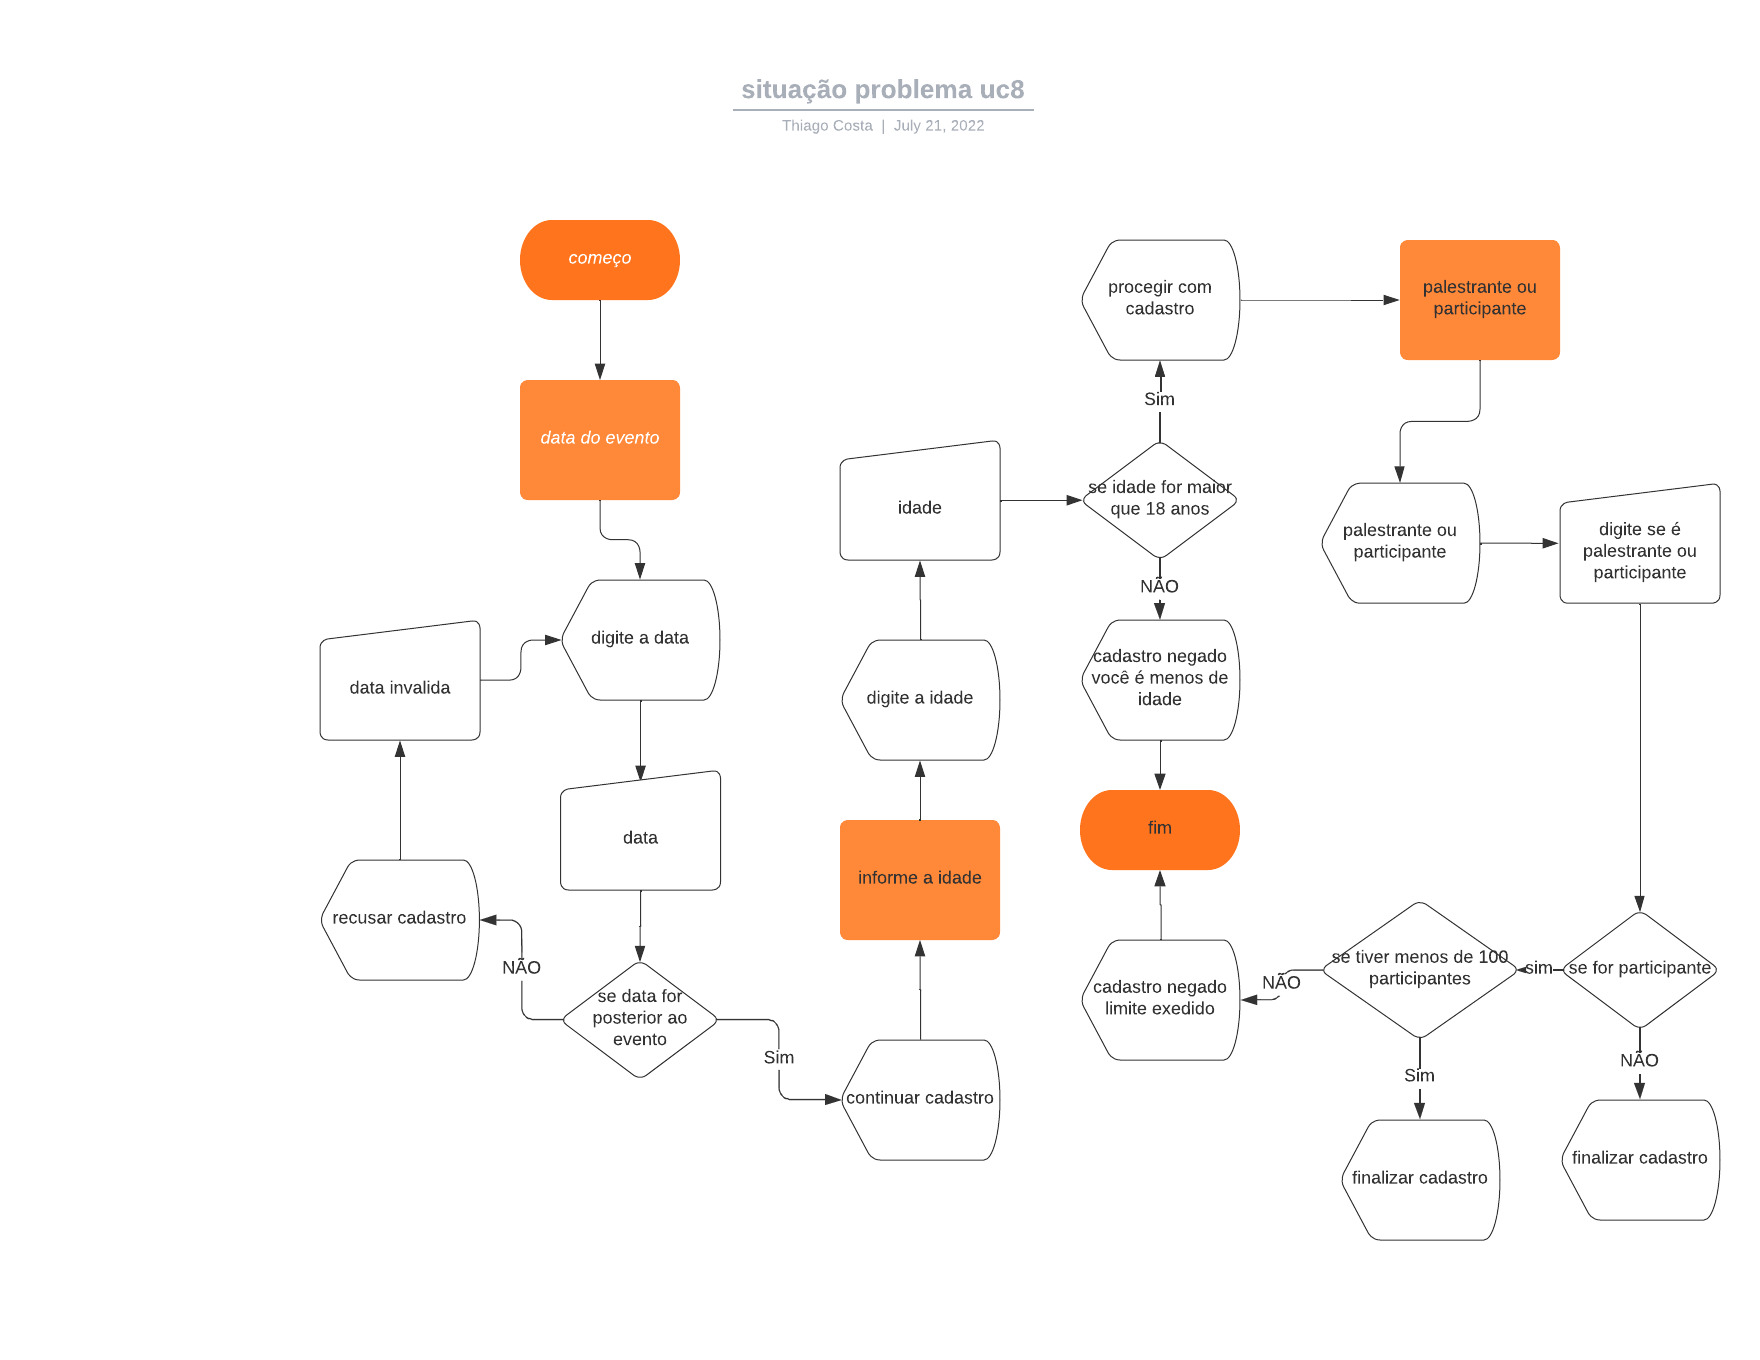 situação problema uc8
Thiago Costa | July 21, 2022
começo
data do evento
digite a data
data invalida
data
recusar cadastro
NÃO
se data for
posterior ao
evento
Sim
continuar cadastro
informe a idade
digite a idade
idade
se idade for maior
que 18 anos
Sim
procegir com
cadastro
NÃO
cadastro negado
você é menos de
idade
fim
palestrante ou
participante
palestrante ou
participante
digite se é
palestrante ou
participante
se for participante
sim
se tiver menos de 100
participantes
NÃO
cadastro negado
limite exedido
Sim
finalizar cadastro
NÃO
finalizar cadastro